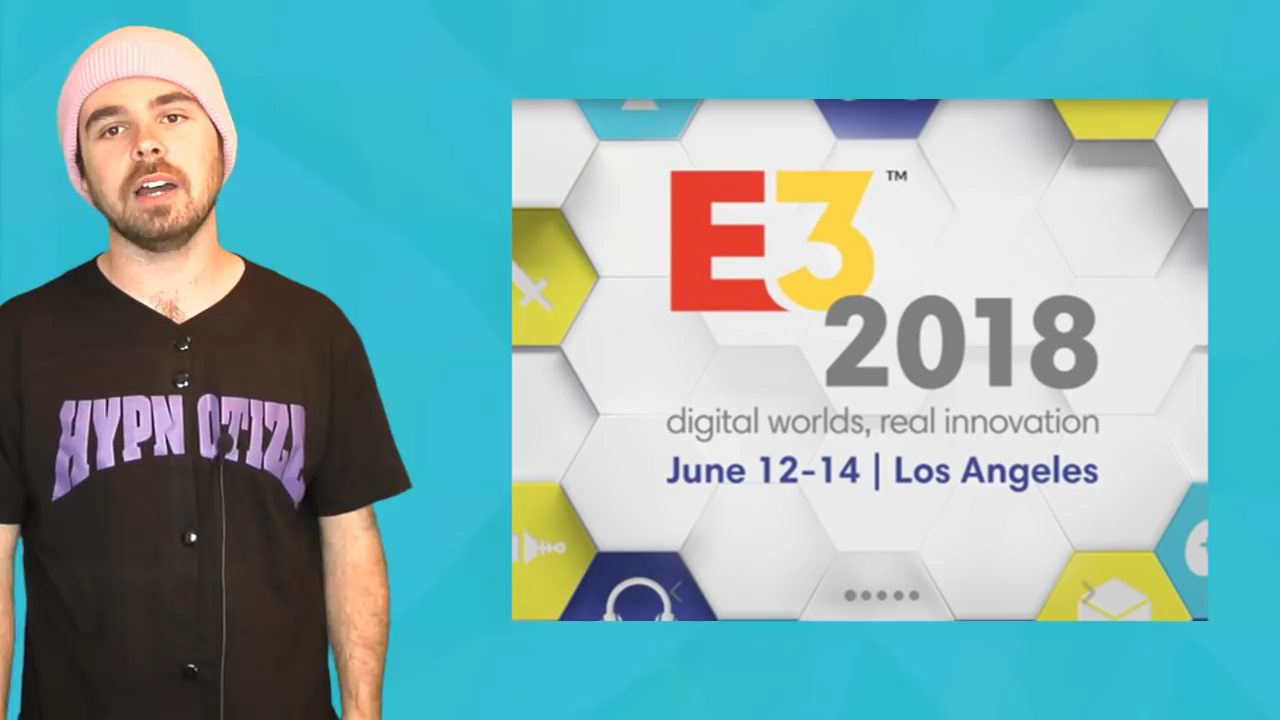 HYPNOTIZE
E3™
2018
digital worlds, real innovation
June 12-14 | Los Angeles